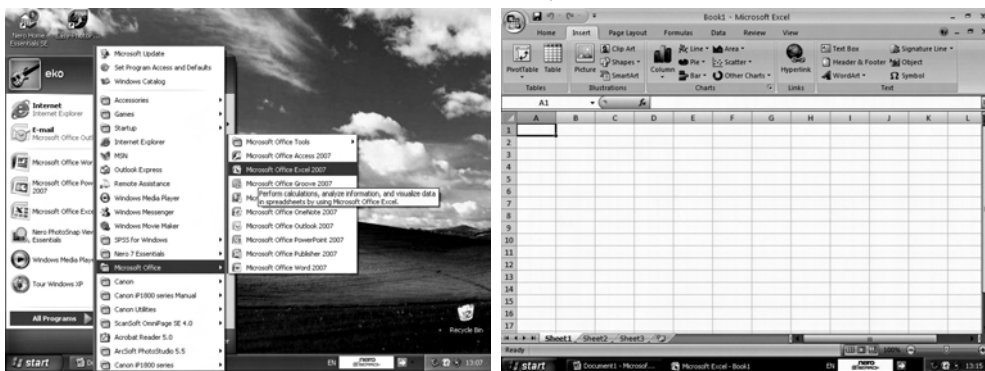 Nero Home
Essentials SE
eko
Internet
Internet Explorer
E-mail
Microsoft Office Out
Microsoft Office Wor
Microsoft Office Pow
2007
Microsoft Office Exce
Nero PhotoSnap View
Essentials
Windows Media Playe
Tour Windows XP
All Programs
Microsoft Update
Set Program Access and Defaults
Windows Catalog
Accessories
Games
Startup
Internet Explorer
MSN
Outlook Express
Remote Assistance
Windows Media Player
Windows Messenger
Windows Movie Maker
SPSS for Windows
Nero 7 Essentials
Microsoft Office
Canon
Canon iP1800 series Manual
Canon Utilities
ScanSoft OmniPage SE 4.0
Acrobat Reader 5.0
ArcSoft PhotoStudio 5.5
Canon iP1800 series
Microsoft Office Tools
Microsoft Office Access 2007
Microsoft Office Excel 2007
Microsoft Office Groove 2007
Perform calculations, analyze information, and visualize data
in spreadsheets by using Microsoft Office Excel.
Microsoft Office OneNote 2007
Microsoft Office Outlook 2007
Microsoft Office PowerPoint 2007
Microsoft Office Publisher 2007
Microsoft Office Word 2007
Recycle Bin
start
EN
nero
13:07
Book1 - Microsoft Excel
Home Insert Page Layout Formulas Data Review View
PivotTable Table Picture Clip Art Shapes SmartArt
Column Line Pie Bar Area Scatter Other Charts
Hyperlink Text Box Header & Footer WordArt Signature Line Object Symbol
Tables Illustrations Charts Links Text
A1 fx
A B C D E F G H I J K L
1
2
3
4
5
6
7
8
9
10
11
12
13
14
15
16
17
Sheet1 Sheet2 Sheet3
Ready 100%
start Document1 - Microsof... Microsoft Excel - Book1 EN nero 13:15